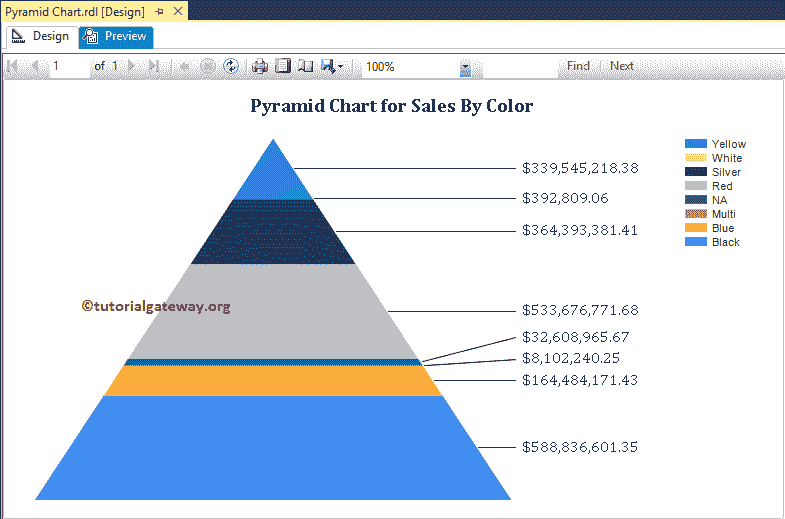 Pyramid Chart.rdl [Design]
Design Preview
1 of 1 100% Find Next
Pyramid Chart for Sales By Color
$339,545,218.38
$392,809.06
$364,393,381.41
$533,676,771.68
$32,608,965.67
$8,102,240.25
$164,484,171.43
$588,836,601.35
Yellow
White
Silver
Red
NA
Multi
Blue
Black
©tutorialgateway.org